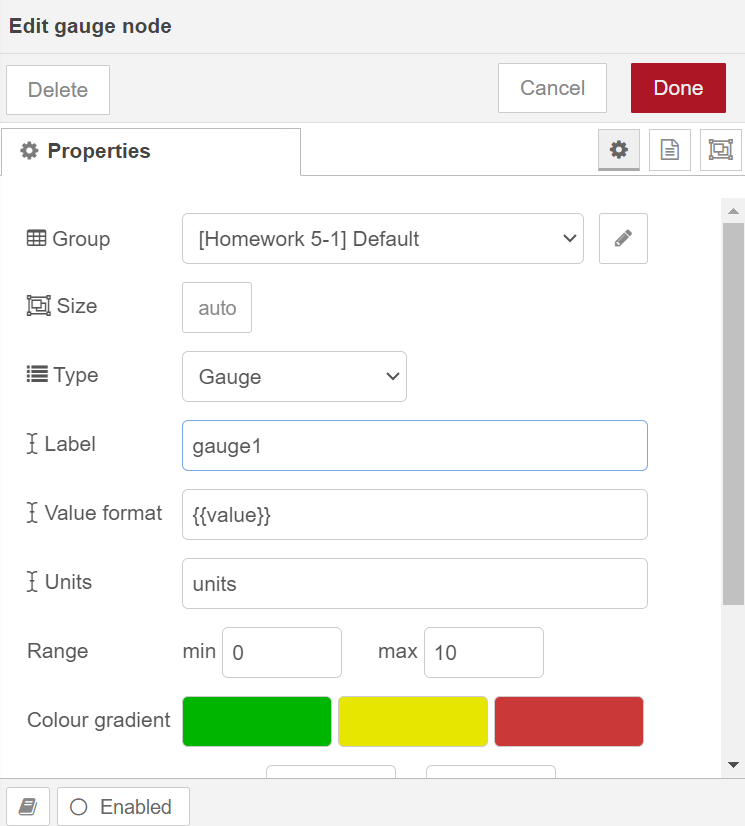 Edit gauge node
Delete
Cancel
Done
Properties
Group
[Homework 5-1] Default
Size
auto
Type
Gauge
Label
gauge1
Value format
{{value}}
Units
units
Range
min
0
max
10
Colour gradient
Enabled